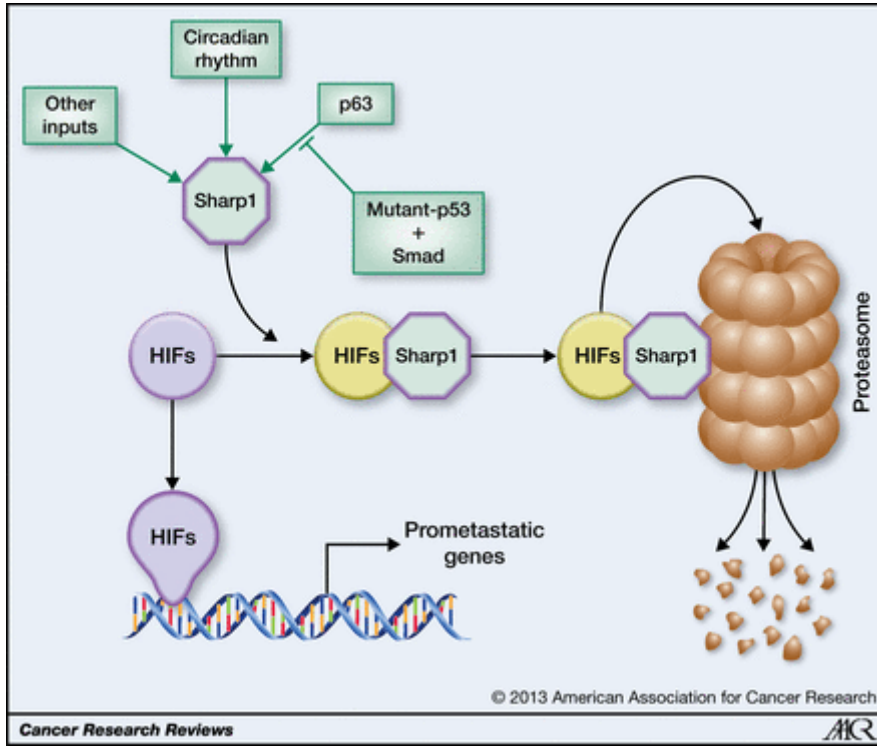 Circadian
rhythm
Other
inputs
p63
Sharp1
Mutant-p53
+
Smad
HIFs
HIFs
Sharp1
HIFs
Sharp1
Proteasome
HIFs
Prometastatic
genes
© 2013 American Association for Cancer Research
Cancer Research Reviews
AACR